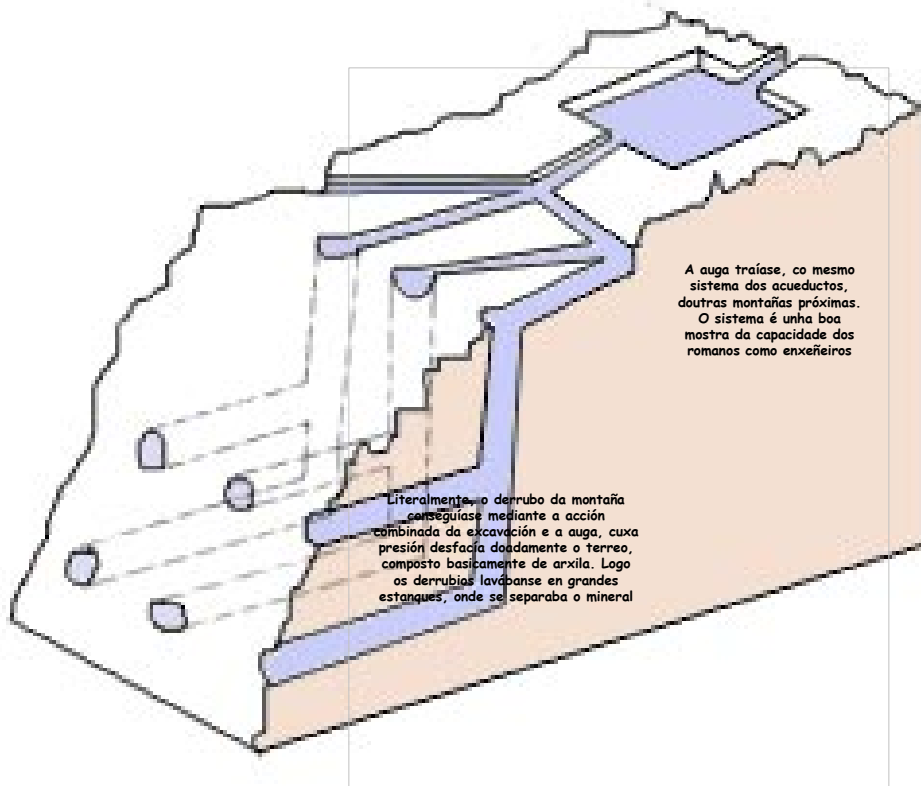 A auga traíase, co mesmo
sistema dos acueductos,
doutras montañas próximas.
O sistema é unha boa
mostra da capacidade dos
romanos como enxeñeiros
Literalmente, o derrubo da montaña
conseguíase mediante a acción
combinada da excavación e a auga, cuxa
presión desfacía doadamente o terreo,
composto basicamente de arxila. Logo
os derrubios lavábanse en grandes
estanques, onde se separaba o mineral